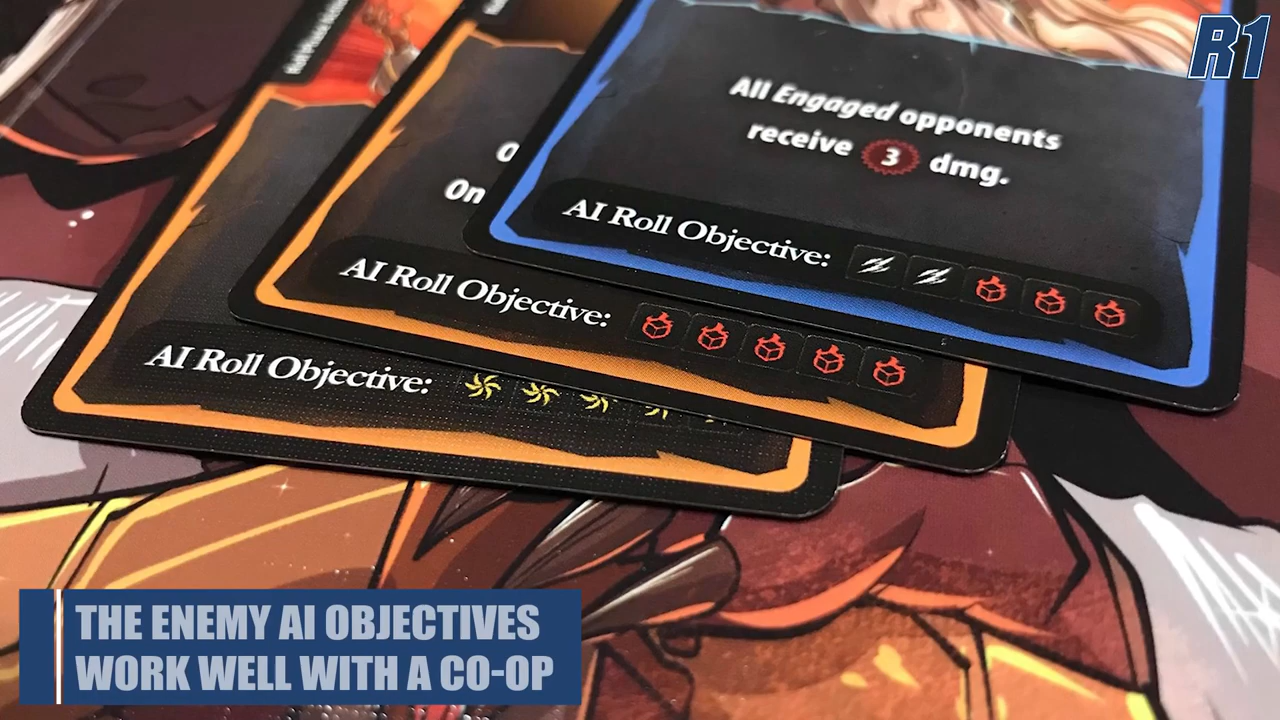 R1
All Engaged opponents
receive 3 dmg.
AI Roll Objective:
O
On
AI Roll Objective:
AI Roll Objective:
THE ENEMY AI OBJECTIVES
WORK WELL WITH A CO-OP